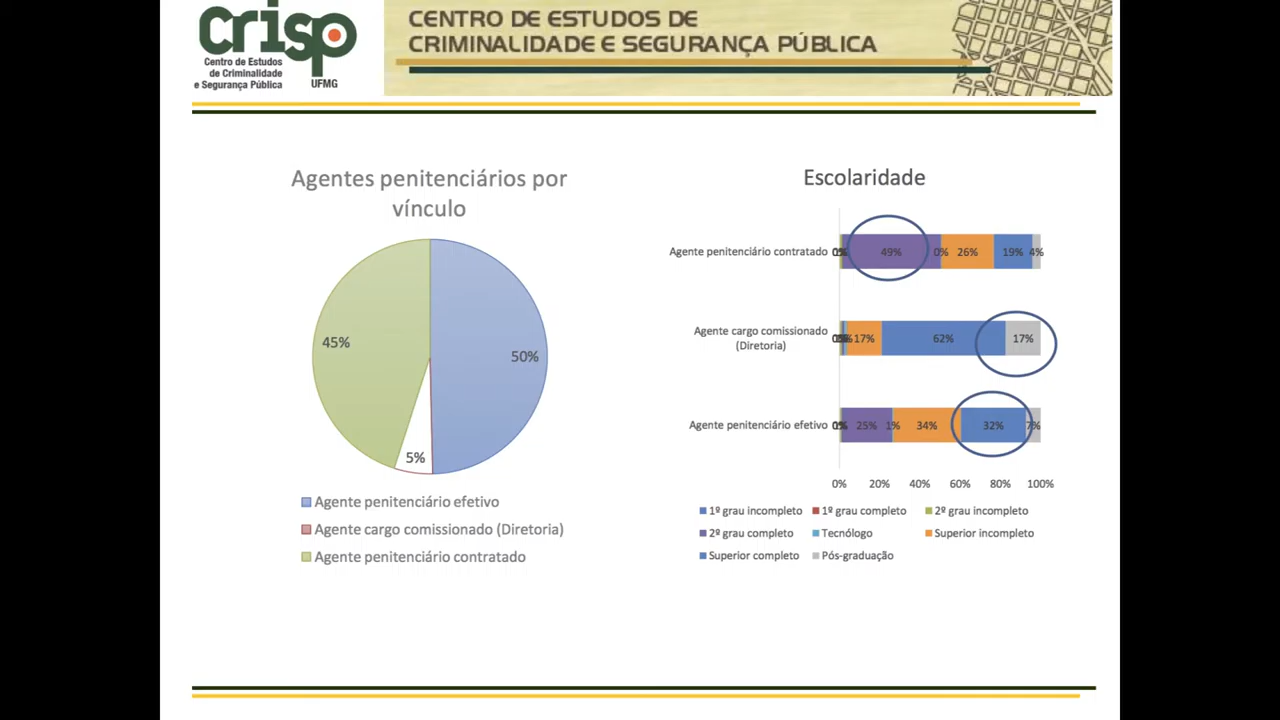 crisp
Centro de Estudos
de Criminalidade
e Segurança Pública
UFMG
CENTRO DE ESTUDOS DE
CRIMINALIDADE E SEGURANÇA PÚBLICA
Agentes penitenciários por
vínculo
45%
50%
5%
Agente penitenciário efetivo
Agente cargo comissionado (Diretoria)
Agente penitenciário contratado
Escolaridade
Agente penitenciário contratado 49% 0% 26% 19% 4%
Agente cargo comissionado
(Diretoria) 17% 62% 17%
Agente penitenciário efetivo 25% 1% 34% 32% 7%
0% 20% 40% 60% 80% 100%
1º grau incompleto 1º grau completo 2º grau incompleto
2º grau completo Tecnólogo Superior incompleto
Superior completo Pós-graduação